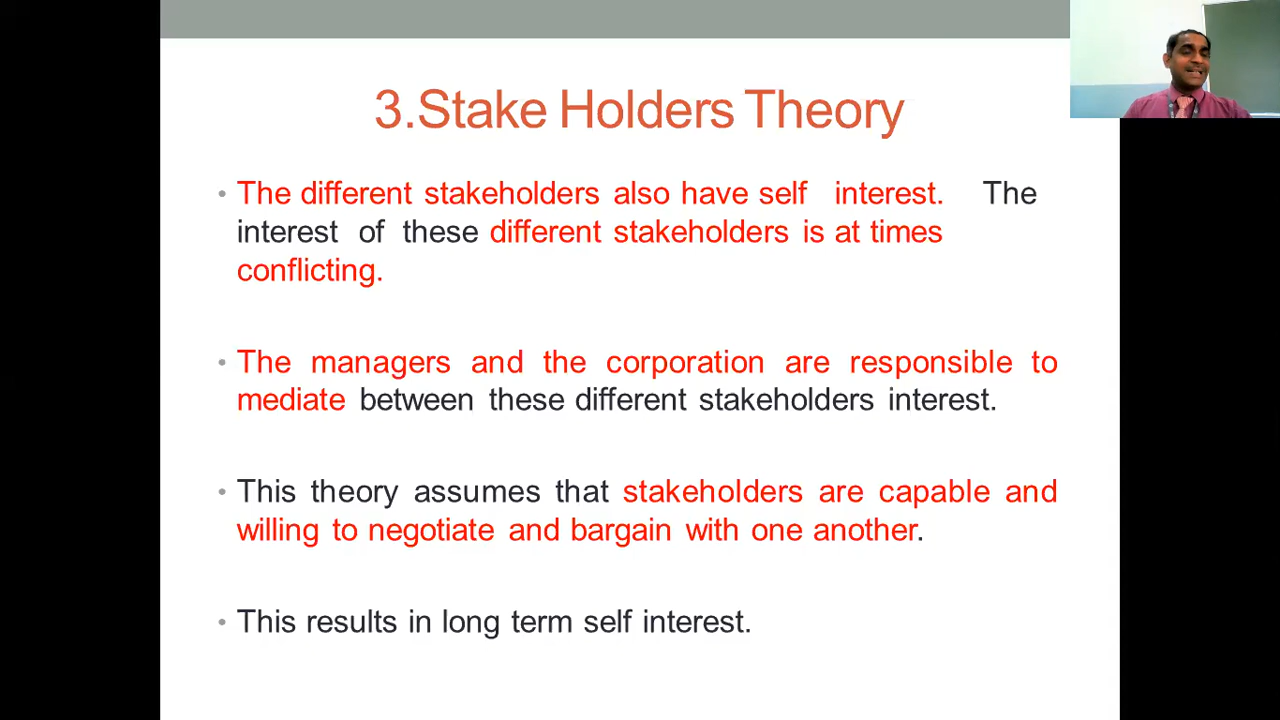 3.Stake Holders Theory
• The different stakeholders also have self interest. The
interest of these different stakeholders is at times
conflicting.
• The managers and the corporation are responsible to
mediate between these different stakeholders interest.
• This theory assumes that stakeholders are capable and
willing to negotiate and bargain with one another.
• This results in long term self interest.